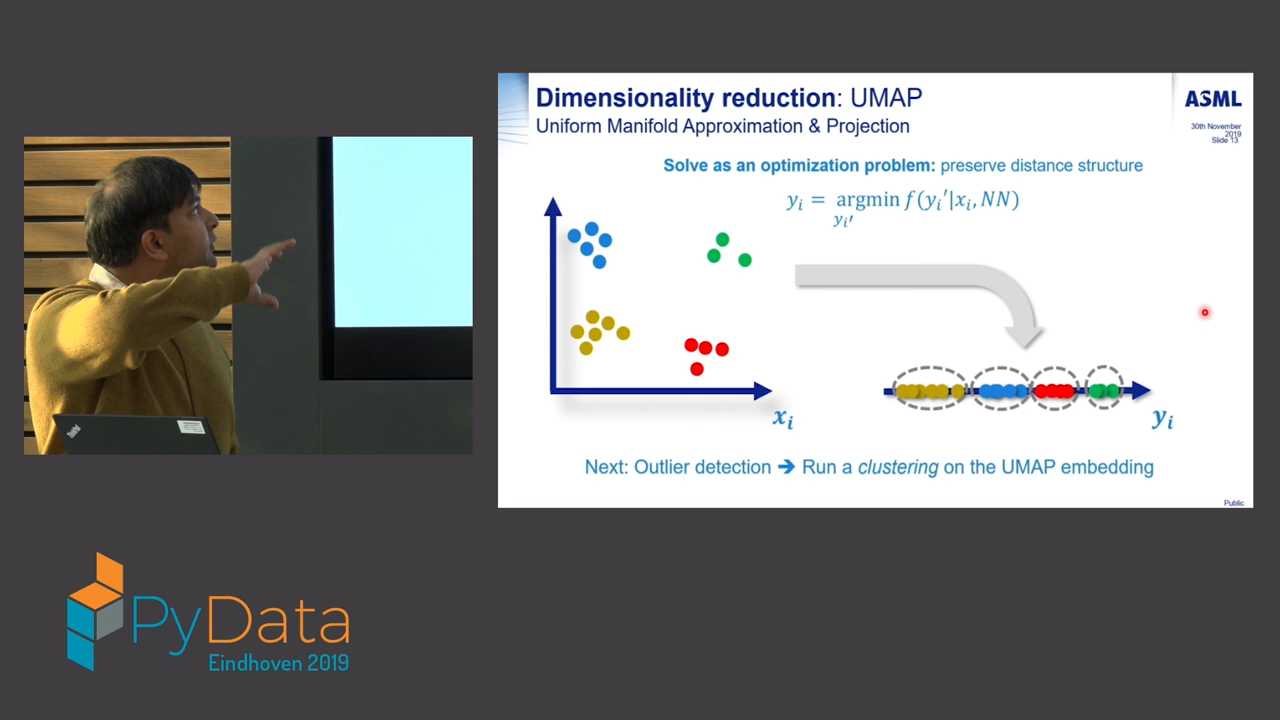 Dimensionality reduction: UMAP
Uniform Manifold Approximation & Projection
ASML
30th November
2019
Slide 13
Solve as an optimization problem: preserve distance structure
yᵢ = argmin f(yᵢ′|xᵢ, NN)
yᵢ′
xᵢ
yᵢ
Next: Outlier detection ➔ Run a clustering on the UMAP embedding
Public
PyData
Eindhoven 2019